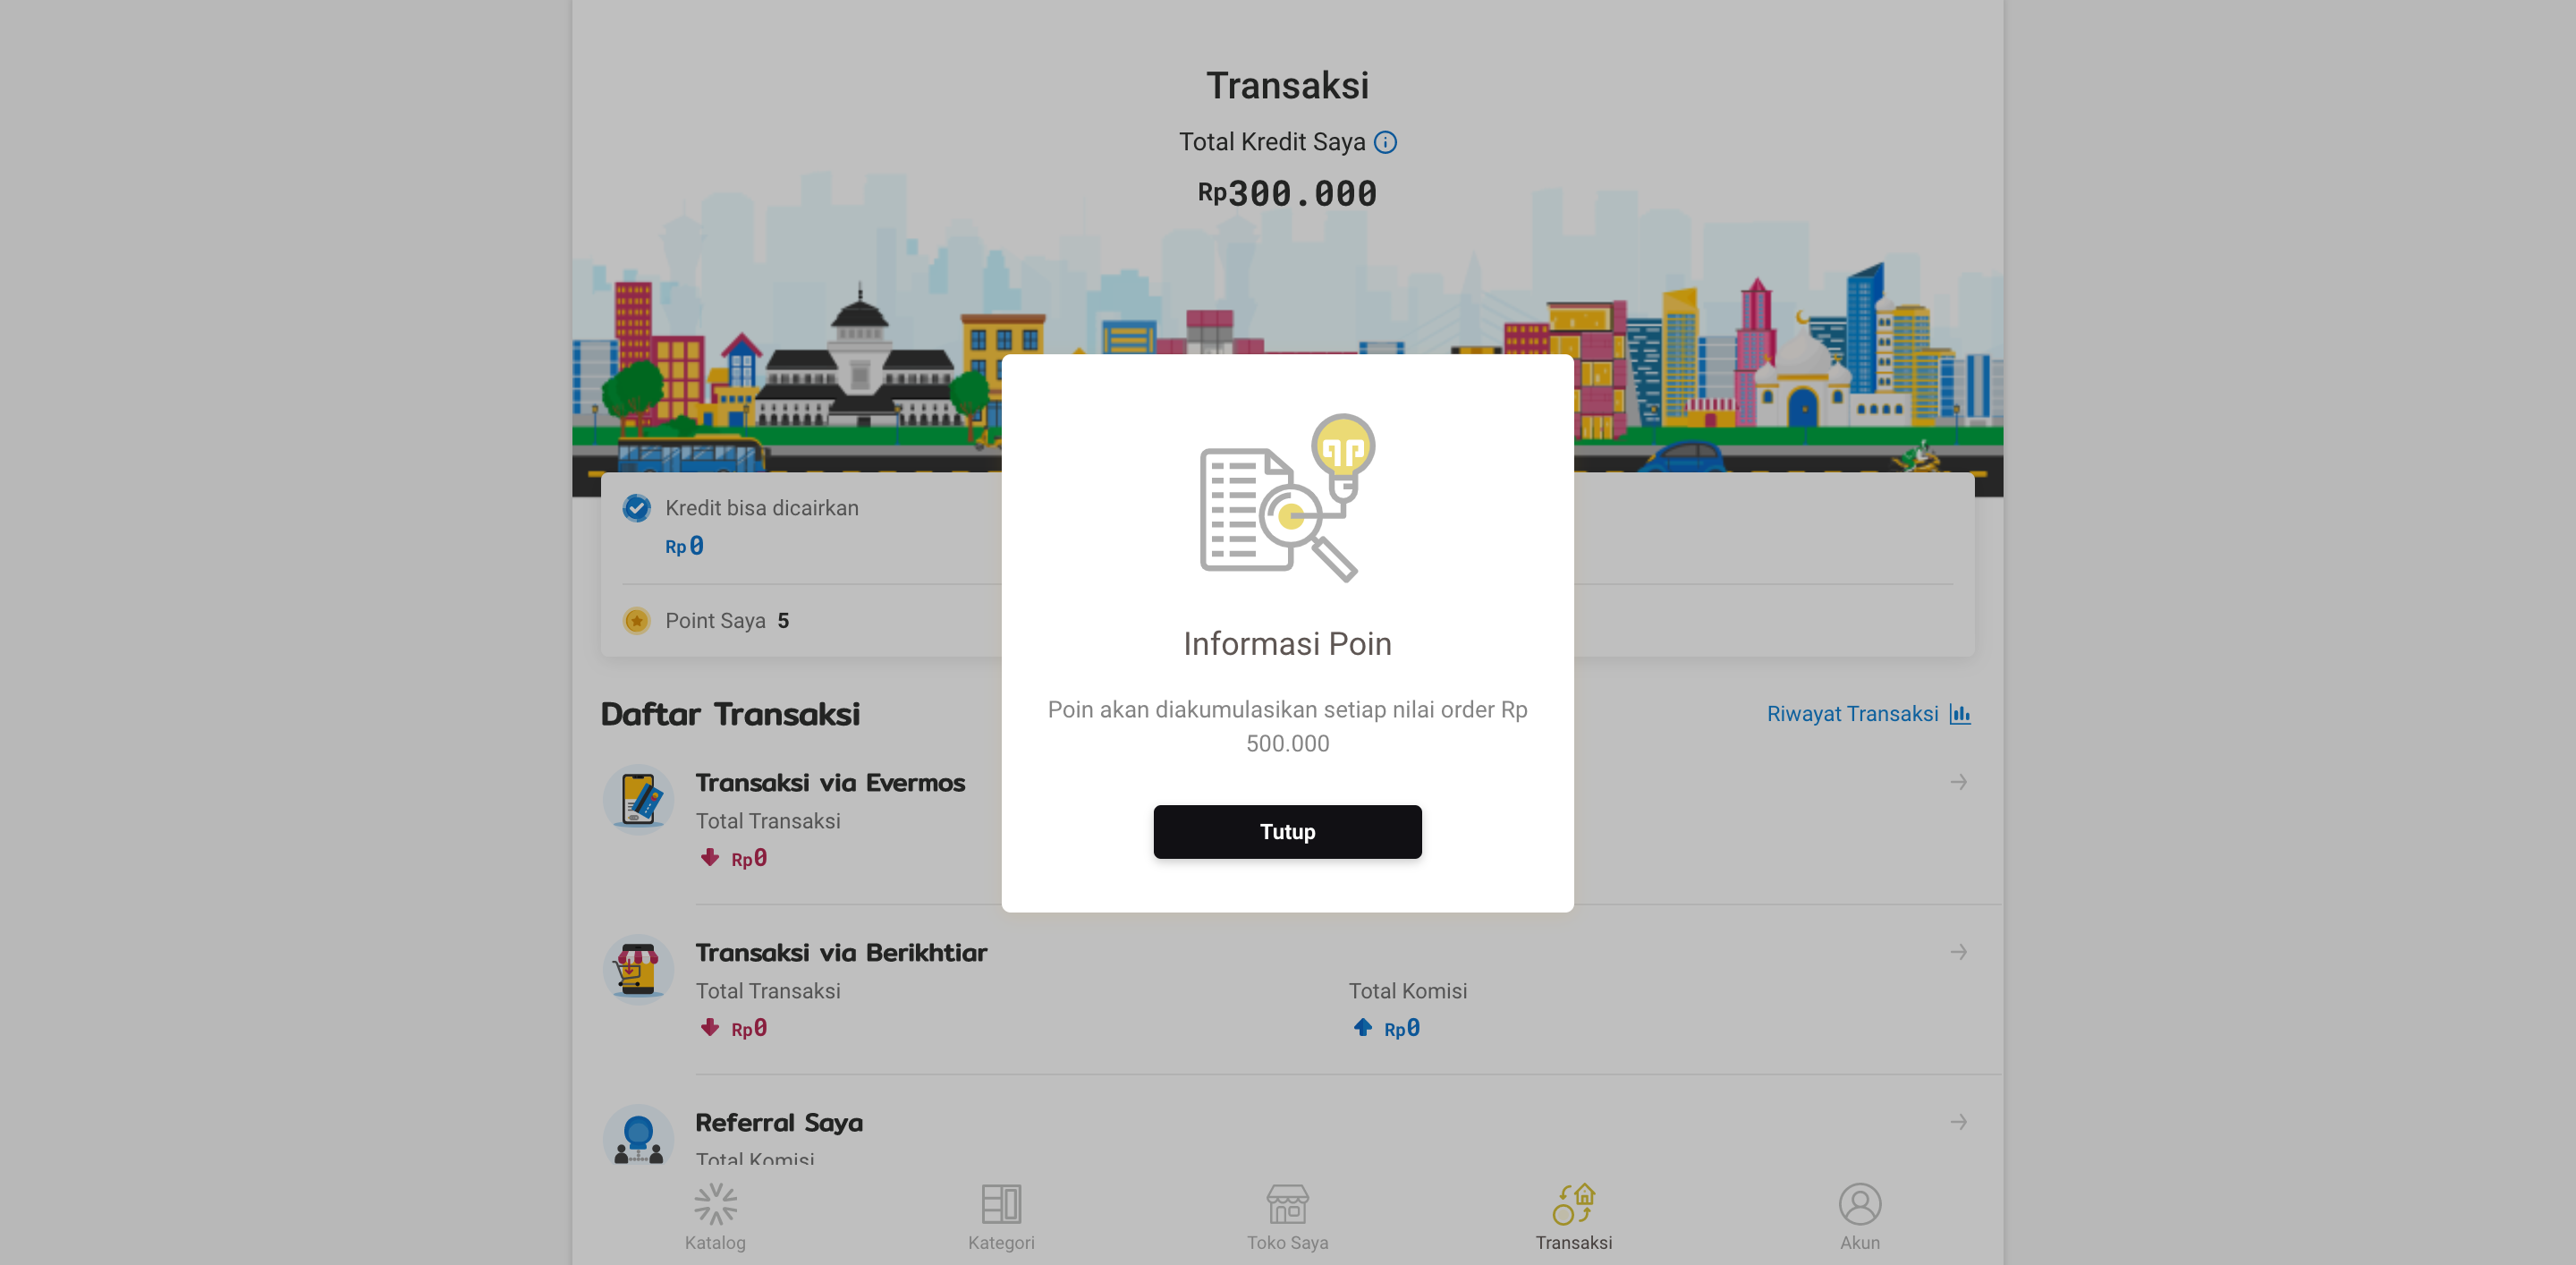 Transaksi
Total Kredit Saya
Rp300.000
Kredit bisa dicairkan
Rp0
Point Saya 5
Informasi Poin
Poin akan diakumulasikan setiap nilai order Rp
500.000
Tutup
Daftar Transaksi
Riwayat Transaksi
Transaksi via Evermos
Total Transaksi
Rp0
Transaksi via Berikhtiar
Total Transaksi
Total Komisi
Rp0
Rp0
Referral Saya
Total Komisi
Katalog
Kategori
Toko Saya
Transaksi
Akun